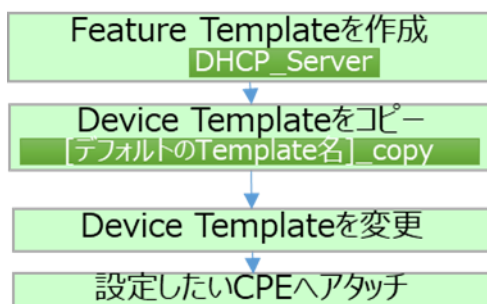 Feature Templateを作成
DHCP_Server
Device Templateをコピー
[デフォルトのTemplate名]_copy
Device Templateを変更
設定したいCPEへアタッチ